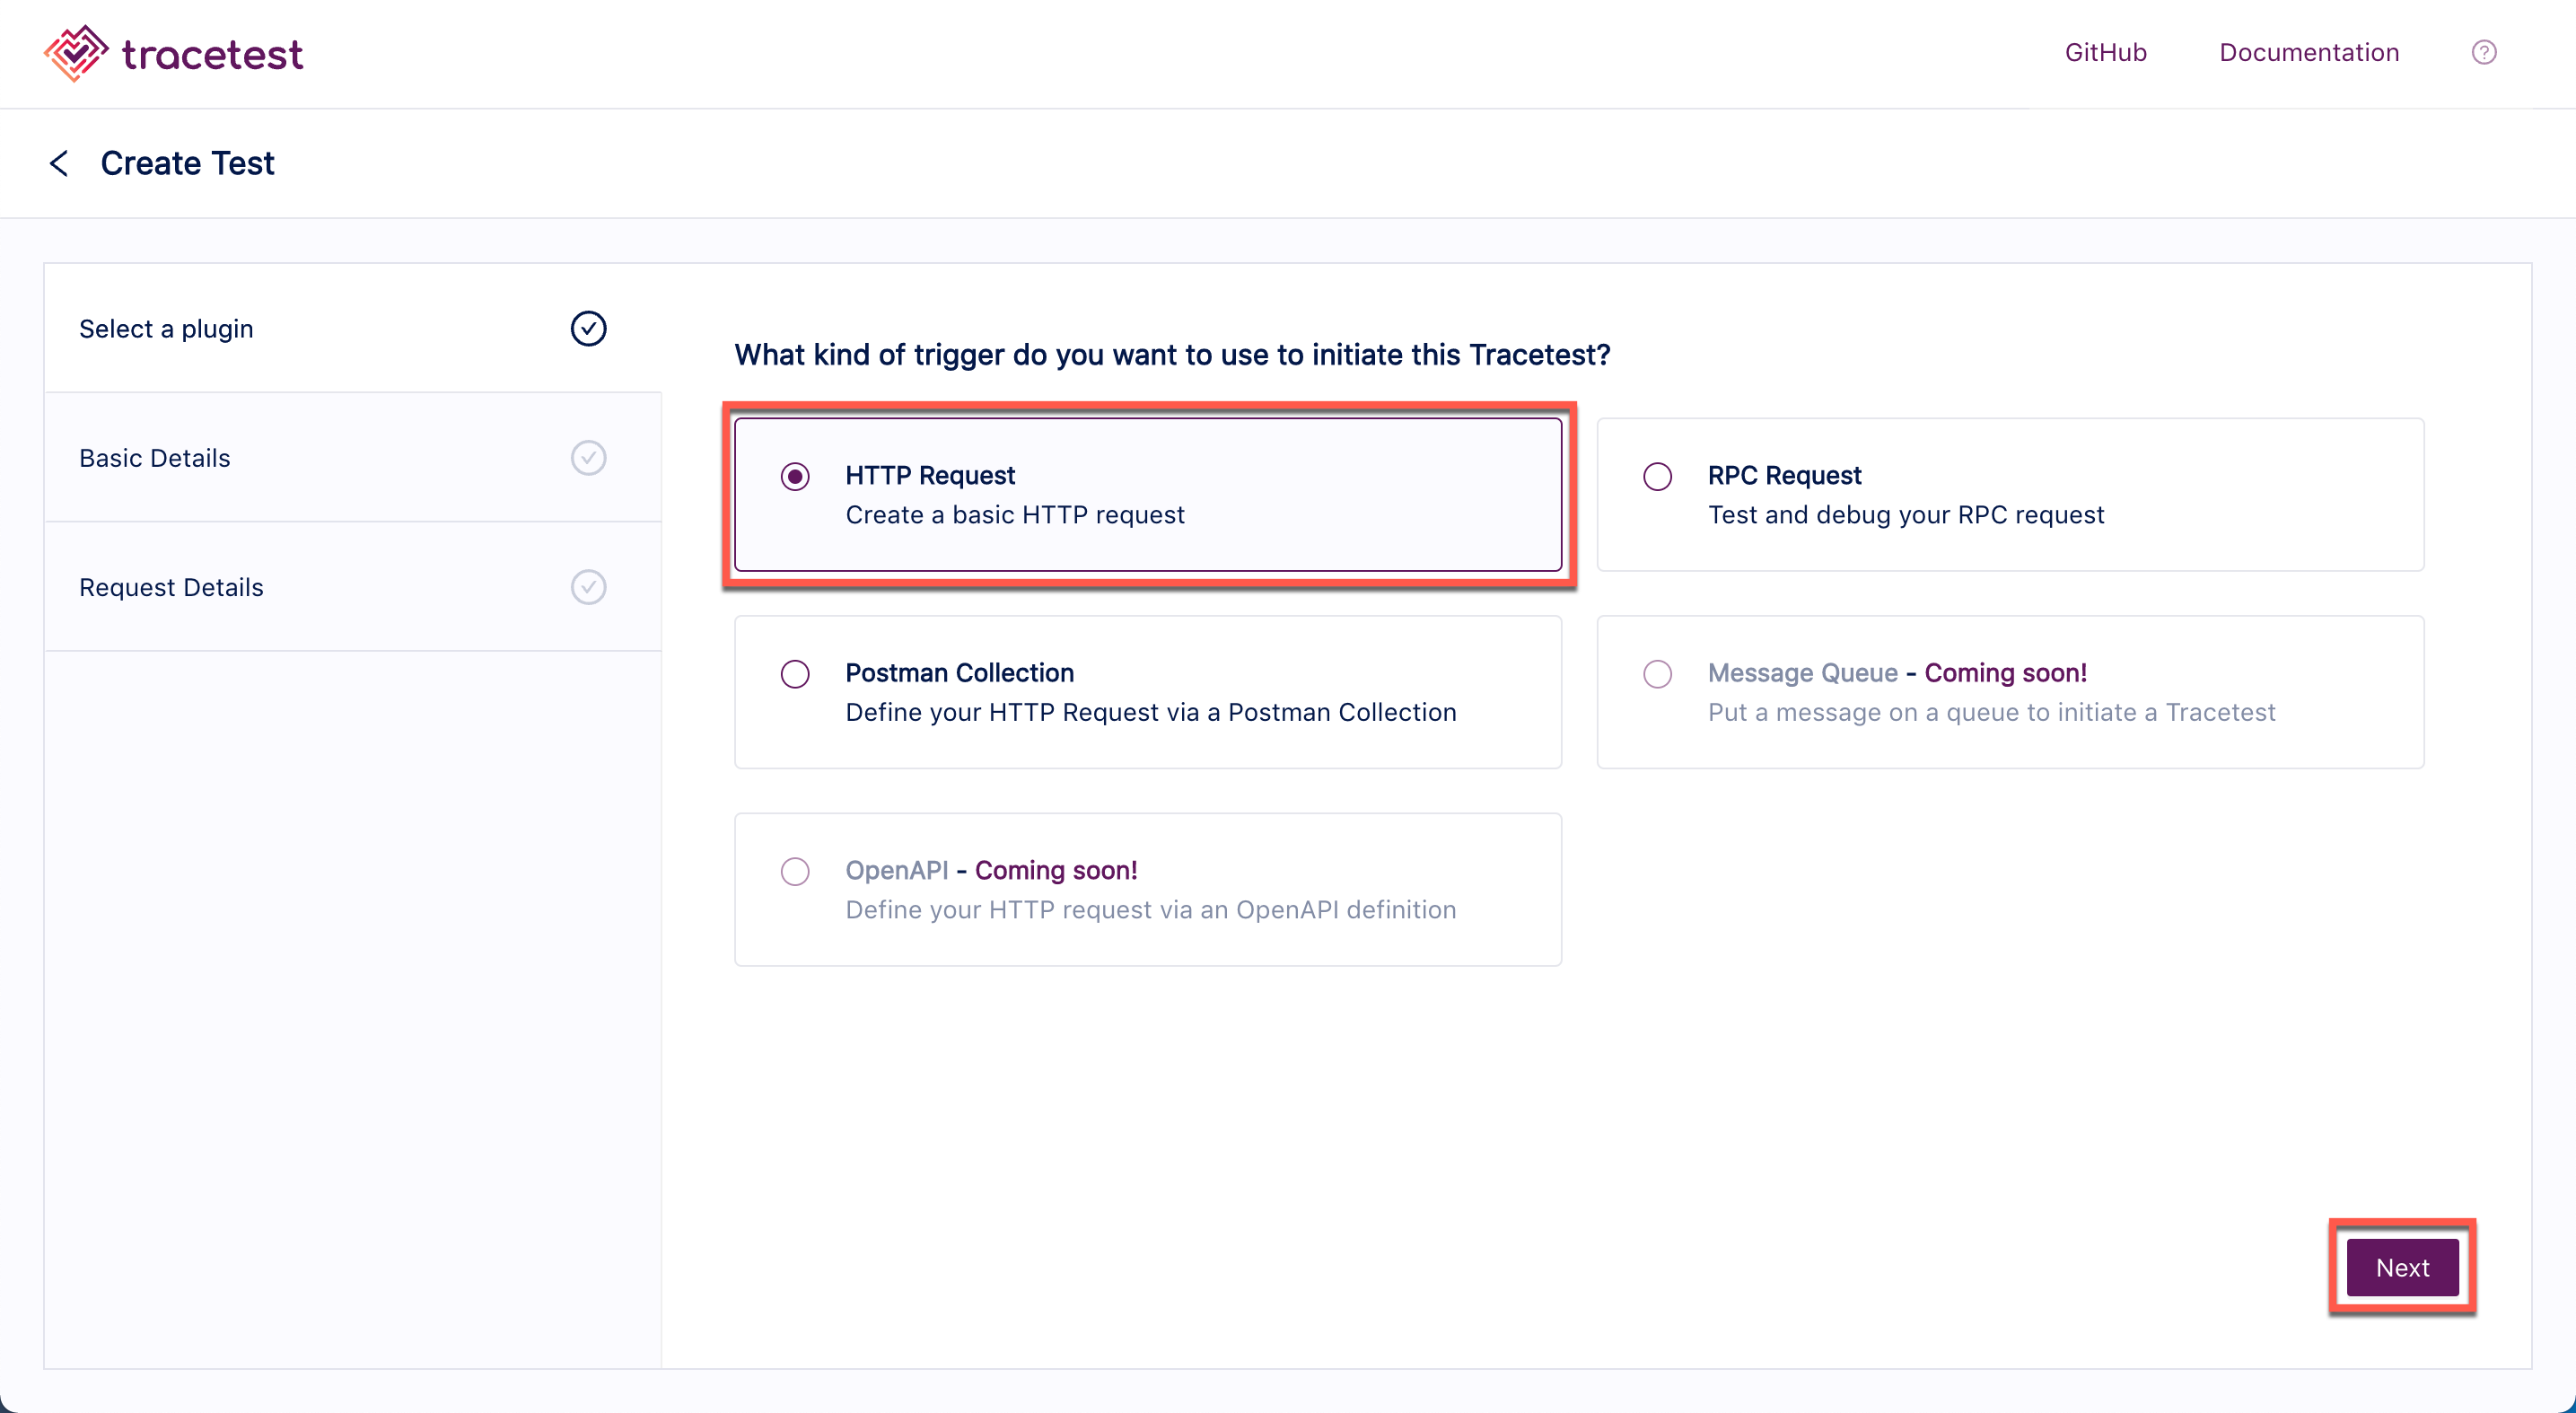 tracetest
GitHub
Documentation
?
Create Test
Select a plugin
Basic Details
Request Details
What kind of trigger do you want to use to initiate this Tracetest?
HTTP Request
Create a basic HTTP request
RPC Request
Test and debug your RPC request
Postman Collection
Define your HTTP Request via a Postman Collection
Message Queue - Coming soon!
Put a message on a queue to initiate a Tracetest
OpenAPI - Coming soon!
Define your HTTP request via an OpenAPI definition
Next